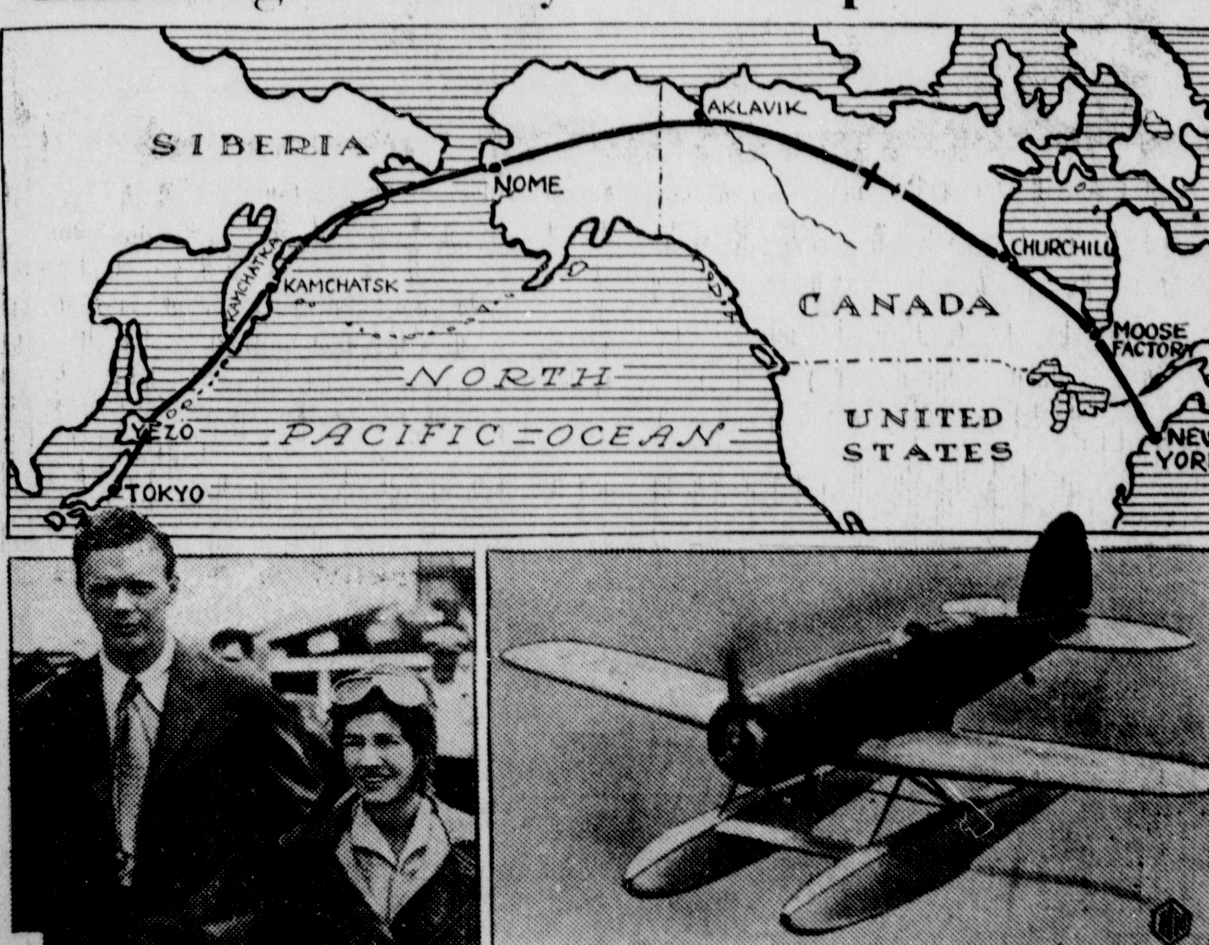 SIBERIA
AKLAVIK
NOME
KAMCHATKA
KAMCHATSK
CHURCHILL
CANADA
MOOSE
FACTORY
NORTH
PACIFIC OCEAN
UNITED
STATES
YEZO
TOKYO
NEW
YORK